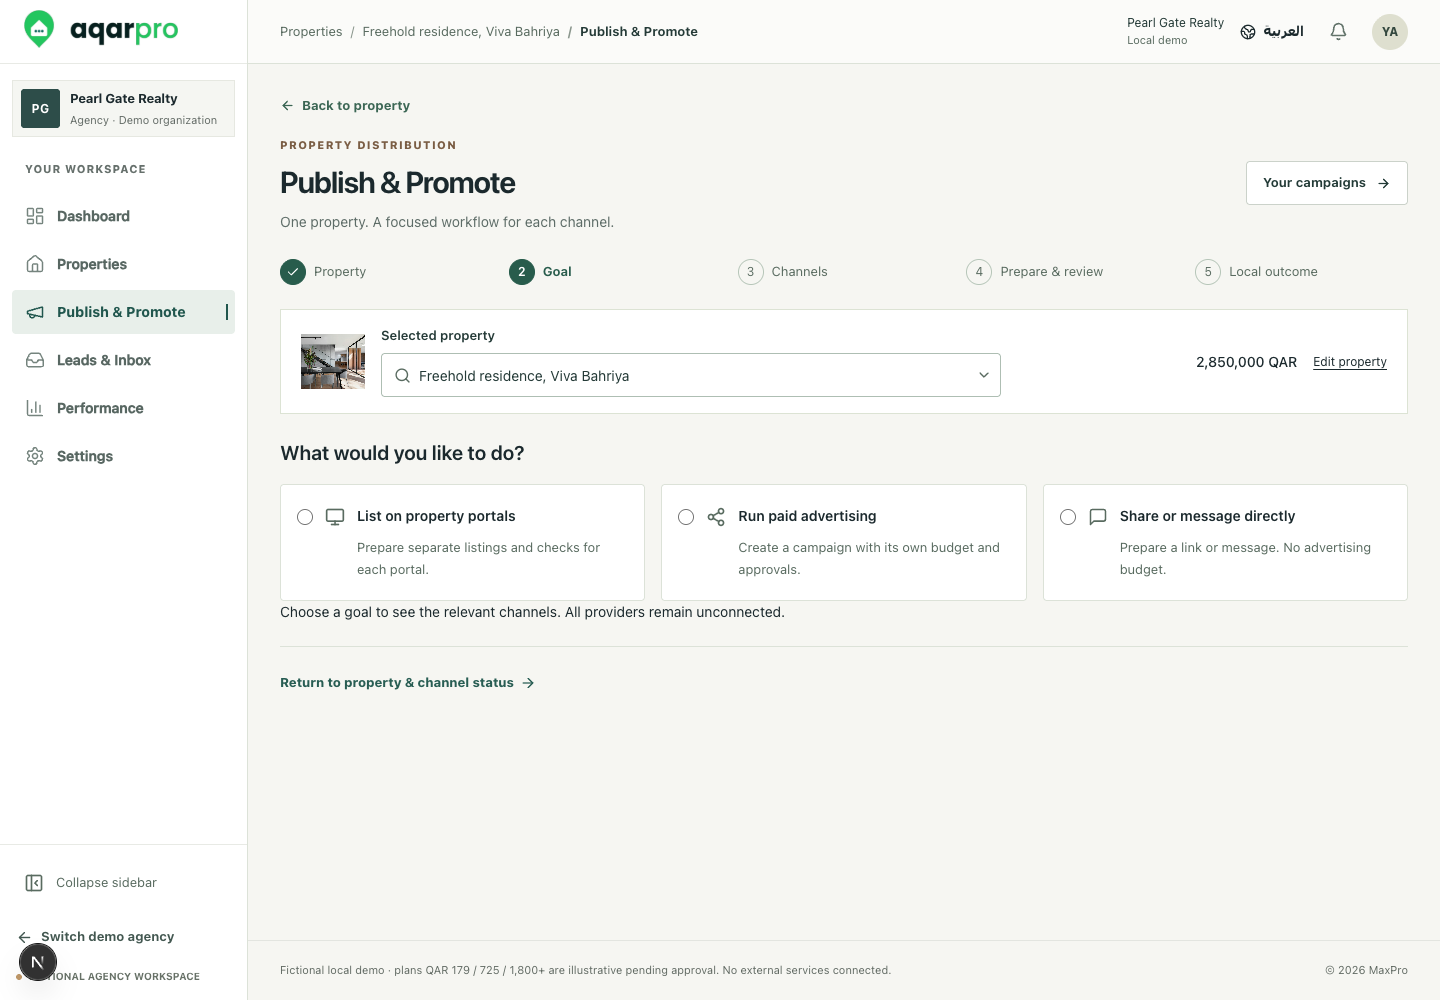 aqarpro
Properties / Freehold residence, Viva Bahriya / Publish & Promote
Pearl Gate Realty
Local demo
العربية
YA
PG
Pearl Gate Realty
Agency · Demo organization
YOUR WORKSPACE
Dashboard
Properties
Publish & Promote
Leads & Inbox
Performance
Settings
Collapse sidebar
Switch demo agency
N
AGENCY WORKSPACE
Back to property
PROPERTY DISTRIBUTION
Publish & Promote
One property. A focused workflow for each channel.
Your campaigns
Property
2 Goal
3 Channels
4 Prepare & review
5 Local outcome
Selected property
Freehold residence, Viva Bahriya
2,850,000 QAR
Edit property
What would you like to do?
List on property portals
Prepare separate listings and checks for
each portal.
Run paid advertising
Create a campaign with its own budget and
approvals.
Share or message directly
Prepare a link or message. No advertising
budget.
Choose a goal to see the relevant channels. All providers remain unconnected.
Return to property & channel status
Fictional local demo · plans QAR 179 / 725 / 1,800+ are illustrative pending approval. No external services connected.
© 2026 MaxPro